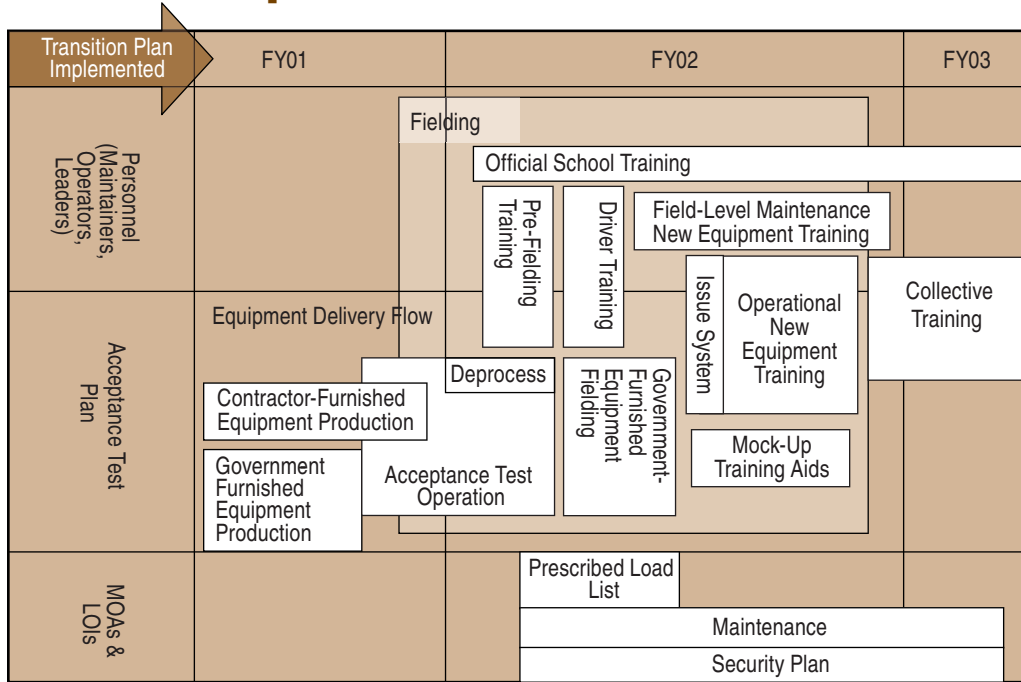 Transition Plan
Implemented
FY01
FY02
FY03
Personnel
(Maintainers,
Operators,
Leaders)
Fielding
Official School Training
Pre-Fielding
Training
Driver Training
Field-Level Maintenance
New Equipment Training
Issue System
Operational
New
Equipment
Training
Collective
Training
Acceptance Test
Plan
Equipment Delivery Flow
Contractor-Furnished
Equipment Production
Government
Furnished
Equipment
Production
Deprocess
Acceptance Test
Operation
Government-
Furnished
Equipment
Fielding
Mock-Up
Training Aids
MOAs &
LOIs
Prescribed Load
List
Maintenance
Security Plan